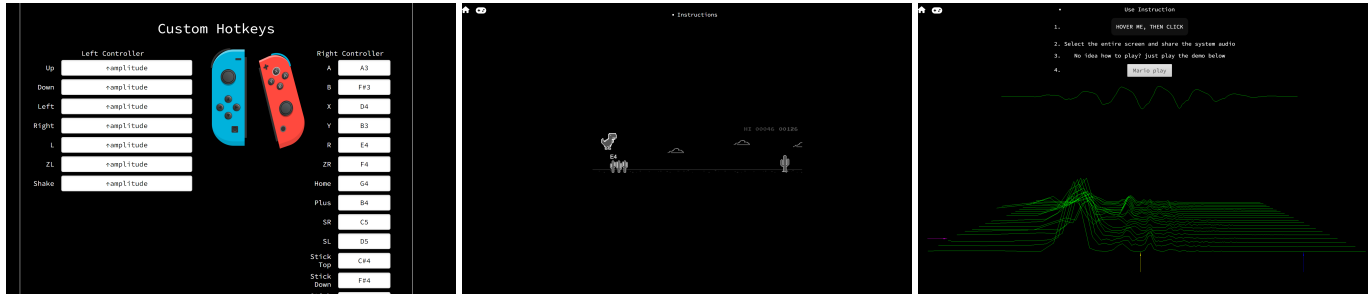 Custom Hotkeys
Left Controller
Up ↑amplitude
Down ↑amplitude
Left ↑amplitude
Right ↑amplitude
L ↑amplitude
ZL ↑amplitude
Shake ↑amplitude
Right Controller
A A3
B F#3
X D4
Y B3
R E4
ZR F4
Home G4
Plus B4
SR C5
SL D5
Stick Top C#4
Stick Down F#4
• Instructions
HI 00046 00126
E4
• Use Instruction
1. HOVER ME, THEN CLICK
2. Select the entire screen and share the system audio
3. No idea how to play? just play the demo below
4. Mario play